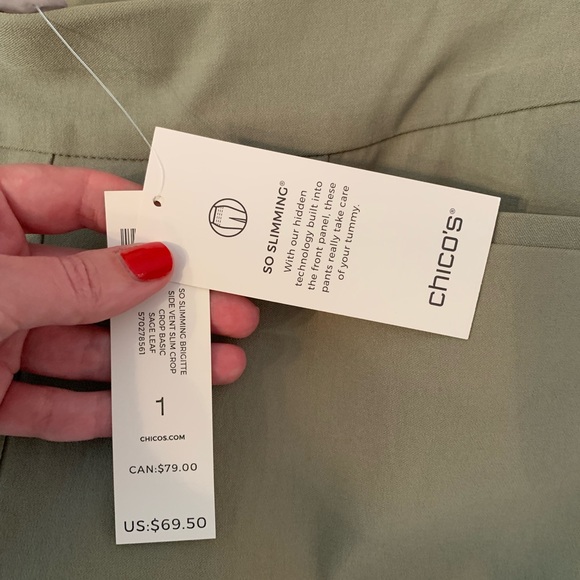 SO SLIMMING®
With our hidden
technology built into
the front panel, these
pants really take care
of your tummy.
chico's®
SO SLIMMING BRIGITTE
SIDE VENT SLIM CROP
CROP BASIC
SAGE LEAF
570278561
1
CHICOS.COM
CAN:$79.00
US:$69.50